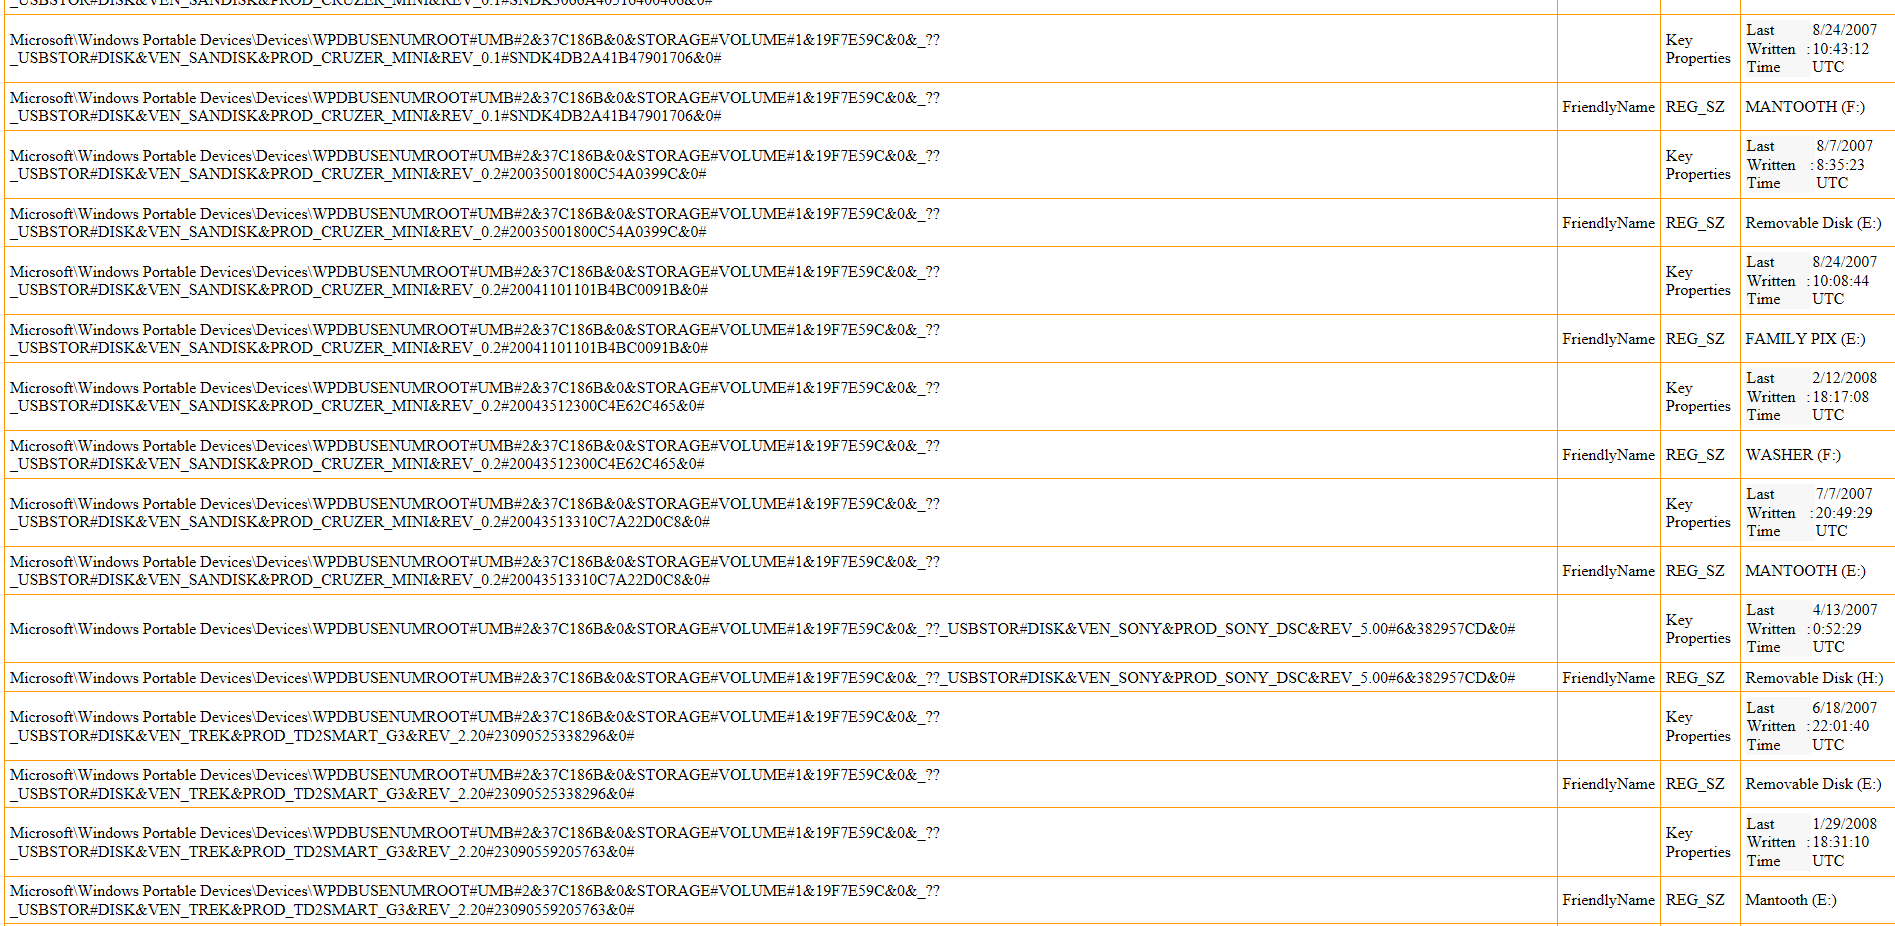 _USBSTOR#DISK&VEN_SANDISK&PROD_CRUZER_MINI&REV_0.1#SNDK5066A40516400406&0#
Microsoft\Windows Portable Devices\Devices\WPDBUSENUMROOT#UMB#2&37C186B&0&STORAGE#VOLUME#1&19F7E59C&0&_??
_USBSTOR#DISK&VEN_SANDISK&PROD_CRUZER_MINI&REV_0.1#SNDK4DB2A41B47901706&0#
Key
Properties
Last Written Time : 8/24/2007 10:43:12 UTC
Microsoft\Windows Portable Devices\Devices\WPDBUSENUMROOT#UMB#2&37C186B&0&STORAGE#VOLUME#1&19F7E59C&0&_??
_USBSTOR#DISK&VEN_SANDISK&PROD_CRUZER_MINI&REV_0.1#SNDK4DB2A41B47901706&0#
FriendlyName REG_SZ MANTOOTH (F:)
Microsoft\Windows Portable Devices\Devices\WPDBUSENUMROOT#UMB#2&37C186B&0&STORAGE#VOLUME#1&19F7E59C&0&_??
_USBSTOR#DISK&VEN_SANDISK&PROD_CRUZER_MINI&REV_0.2#20035001800C54A0399C&0#
Key
Properties
Last Written Time : 8/7/2007 8:35:23 UTC
Microsoft\Windows Portable Devices\Devices\WPDBUSENUMROOT#UMB#2&37C186B&0&STORAGE#VOLUME#1&19F7E59C&0&_??
_USBSTOR#DISK&VEN_SANDISK&PROD_CRUZER_MINI&REV_0.2#20035001800C54A0399C&0#
FriendlyName REG_SZ Removable Disk (E:)
Microsoft\Windows Portable Devices\Devices\WPDBUSENUMROOT#UMB#2&37C186B&0&STORAGE#VOLUME#1&19F7E59C&0&_??
_USBSTOR#DISK&VEN_SANDISK&PROD_CRUZER_MINI&REV_0.2#20041101101B4BC0091B&0#
Key
Properties
Last Written Time : 8/24/2007 10:08:44 UTC
Microsoft\Windows Portable Devices\Devices\WPDBUSENUMROOT#UMB#2&37C186B&0&STORAGE#VOLUME#1&19F7E59C&0&_??
_USBSTOR#DISK&VEN_SANDISK&PROD_CRUZER_MINI&REV_0.2#20041101101B4BC0091B&0#
FriendlyName REG_SZ FAMILY PIX (E:)
Microsoft\Windows Portable Devices\Devices\WPDBUSENUMROOT#UMB#2&37C186B&0&STORAGE#VOLUME#1&19F7E59C&0&_??
_USBSTOR#DISK&VEN_SANDISK&PROD_CRUZER_MINI&REV_0.2#20043512300C4E62C465&0#
Key
Properties
Last Written Time : 2/12/2008 18:17:08 UTC
Microsoft\Windows Portable Devices\Devices\WPDBUSENUMROOT#UMB#2&37C186B&0&STORAGE#VOLUME#1&19F7E59C&0&_??
_USBSTOR#DISK&VEN_SANDISK&PROD_CRUZER_MINI&REV_0.2#20043512300C4E62C465&0#
FriendlyName REG_SZ WASHER (F:)
Microsoft\Windows Portable Devices\Devices\WPDBUSENUMROOT#UMB#2&37C186B&0&STORAGE#VOLUME#1&19F7E59C&0&_??
_USBSTOR#DISK&VEN_SANDISK&PROD_CRUZER_MINI&REV_0.2#20043513310C7A22D0C8&0#
Key
Properties
Last Written Time : 7/7/2007 20:49:29 UTC
Microsoft\Windows Portable Devices\Devices\WPDBUSENUMROOT#UMB#2&37C186B&0&STORAGE#VOLUME#1&19F7E59C&0&_??
_USBSTOR#DISK&VEN_SANDISK&PROD_CRUZER_MINI&REV_0.2#20043513310C7A22D0C8&0#
FriendlyName REG_SZ MANTOOTH (E:)
Microsoft\Windows Portable Devices\Devices\WPDBUSENUMROOT#UMB#2&37C186B&0&STORAGE#VOLUME#1&19F7E59C&0&_??_USBSTOR#DISK&VEN_SONY&PROD_SONY_DSC&REV_5.00#6&382957CD&0#
Key
Properties
Last Written Time : 4/13/2007 0:52:29 UTC
Microsoft\Windows Portable Devices\Devices\WPDBUSENUMROOT#UMB#2&37C186B&0&STORAGE#VOLUME#1&19F7E59C&0&_??_USBSTOR#DISK&VEN_SONY&PROD_SONY_DSC&REV_5.00#6&382957CD&0# FriendlyName REG_SZ Removable Disk (H:)
Microsoft\Windows Portable Devices\Devices\WPDBUSENUMROOT#UMB#2&37C186B&0&STORAGE#VOLUME#1&19F7E59C&0&_??
_USBSTOR#DISK&VEN_TREK&PROD_TD2SMART_G3&REV_2.20#23090525338296&0#
Key
Properties
Last Written Time : 6/18/2007 22:01:40 UTC
Microsoft\Windows Portable Devices\Devices\WPDBUSENUMROOT#UMB#2&37C186B&0&STORAGE#VOLUME#1&19F7E59C&0&_??
_USBSTOR#DISK&VEN_TREK&PROD_TD2SMART_G3&REV_2.20#23090525338296&0#
FriendlyName REG_SZ Removable Disk (E:)
Microsoft\Windows Portable Devices\Devices\WPDBUSENUMROOT#UMB#2&37C186B&0&STORAGE#VOLUME#1&19F7E59C&0&_??
_USBSTOR#DISK&VEN_TREK&PROD_TD2SMART_G3&REV_2.20#23090559205763&0#
Key
Properties
Last Written Time : 1/29/2008 18:31:10 UTC
Microsoft\Windows Portable Devices\Devices\WPDBUSENUMROOT#UMB#2&37C186B&0&STORAGE#VOLUME#1&19F7E59C&0&_??
_USBSTOR#DISK&VEN_TREK&PROD_TD2SMART_G3&REV_2.20#23090559205763&0#
FriendlyName REG_SZ Mantooth (E:)